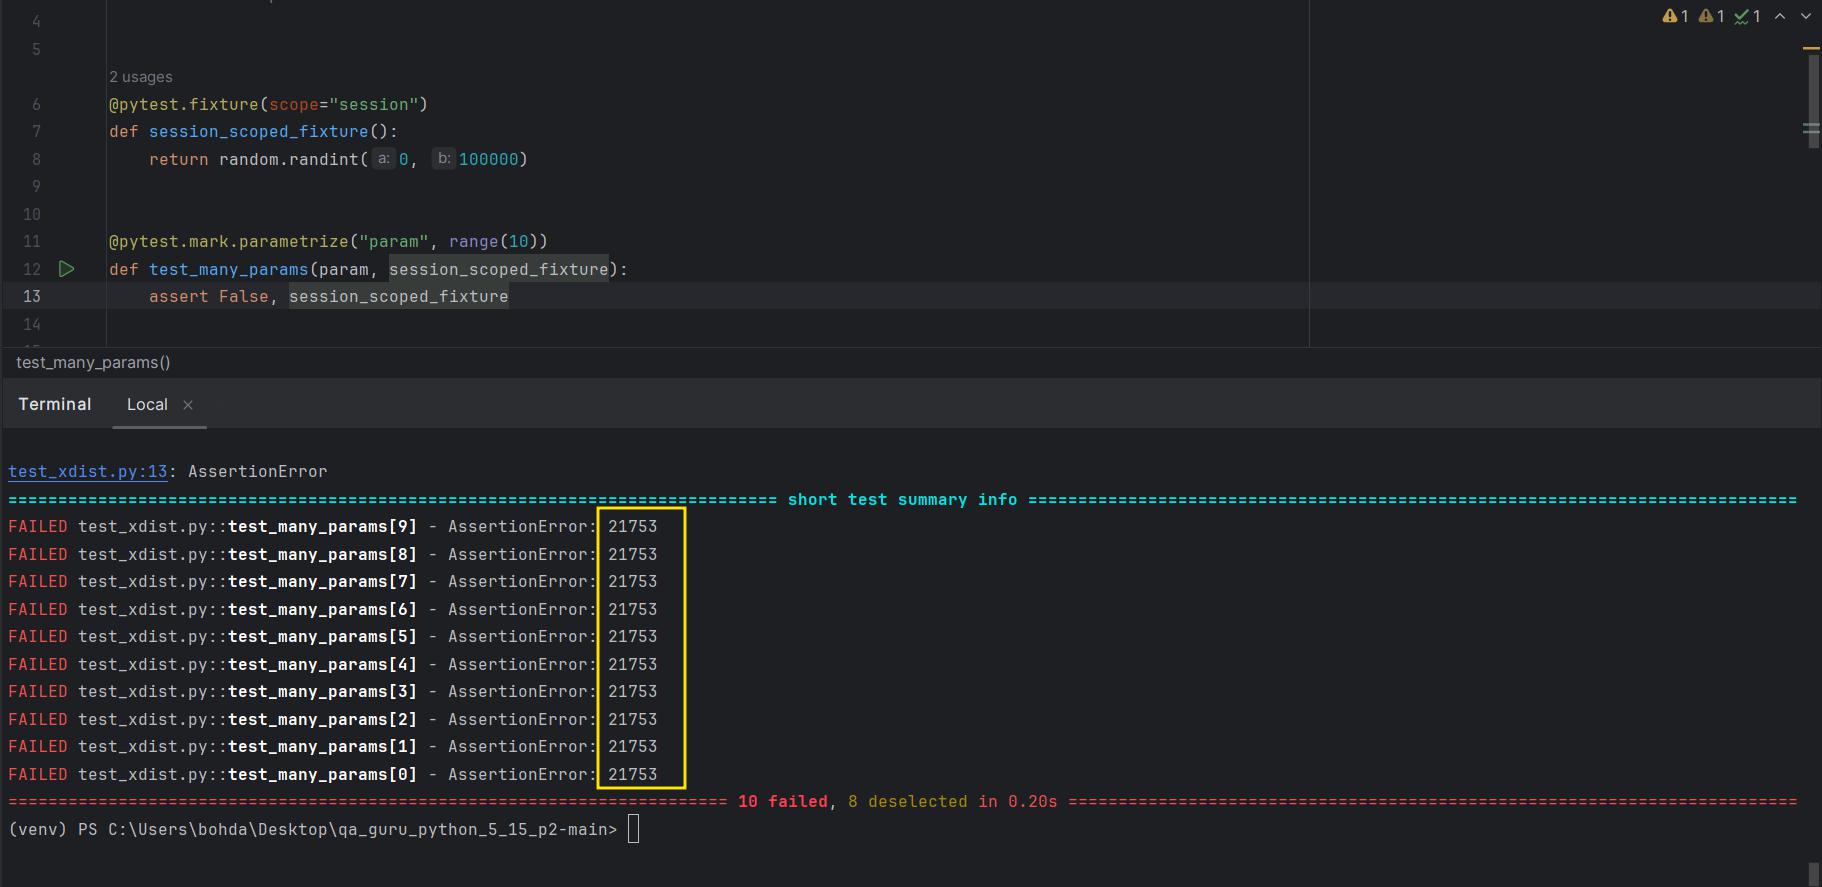 4
1 1 1
5
2 usages
6 @pytest.fixture(scope="session")
7 def session_scoped_fixture():
8 return random.randint( a: 0, b: 100000)
9
10
11 @pytest.mark.parametrize("param", range(10))
12 def test_many_params(param, session_scoped_fixture):
13 assert False, session_scoped_fixture
14
test_many_params()
Terminal Local ×
test_xdist.py:13: AssertionError
============================================================================= short test summary info =============================================================================
FAILED test_xdist.py::test_many_params[9] - AssertionError: 21753
FAILED test_xdist.py::test_many_params[8] - AssertionError: 21753
FAILED test_xdist.py::test_many_params[7] - AssertionError: 21753
FAILED test_xdist.py::test_many_params[6] - AssertionError: 21753
FAILED test_xdist.py::test_many_params[5] - AssertionError: 21753
FAILED test_xdist.py::test_many_params[4] - AssertionError: 21753
FAILED test_xdist.py::test_many_params[3] - AssertionError: 21753
FAILED test_xdist.py::test_many_params[2] - AssertionError: 21753
FAILED test_xdist.py::test_many_params[1] - AssertionError: 21753
FAILED test_xdist.py::test_many_params[0] - AssertionError: 21753
======================================================================== 10 failed, 8 deselected in 0.20s =========================================================================
(venv) PS C:\Users\bohda\Desktop\qa_guru_python_5_15_p2-main>